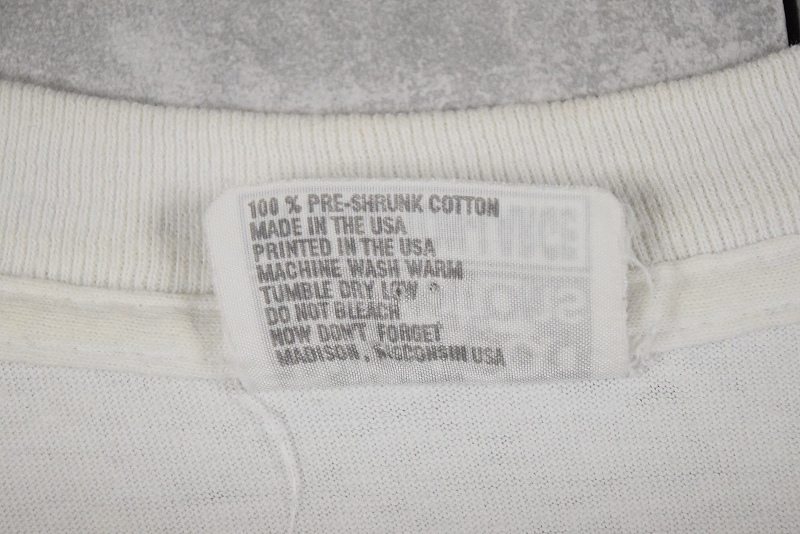 100 % PRE-SHRUNK COTTON
MADE IN THE USA
PRINTED IN THE USA
MACHINE WASH WARM
TUMBLE DRY LOW
DO NOT BLEACH
NOW DON'T, FORGET
MADISON , WISCONSIN USA